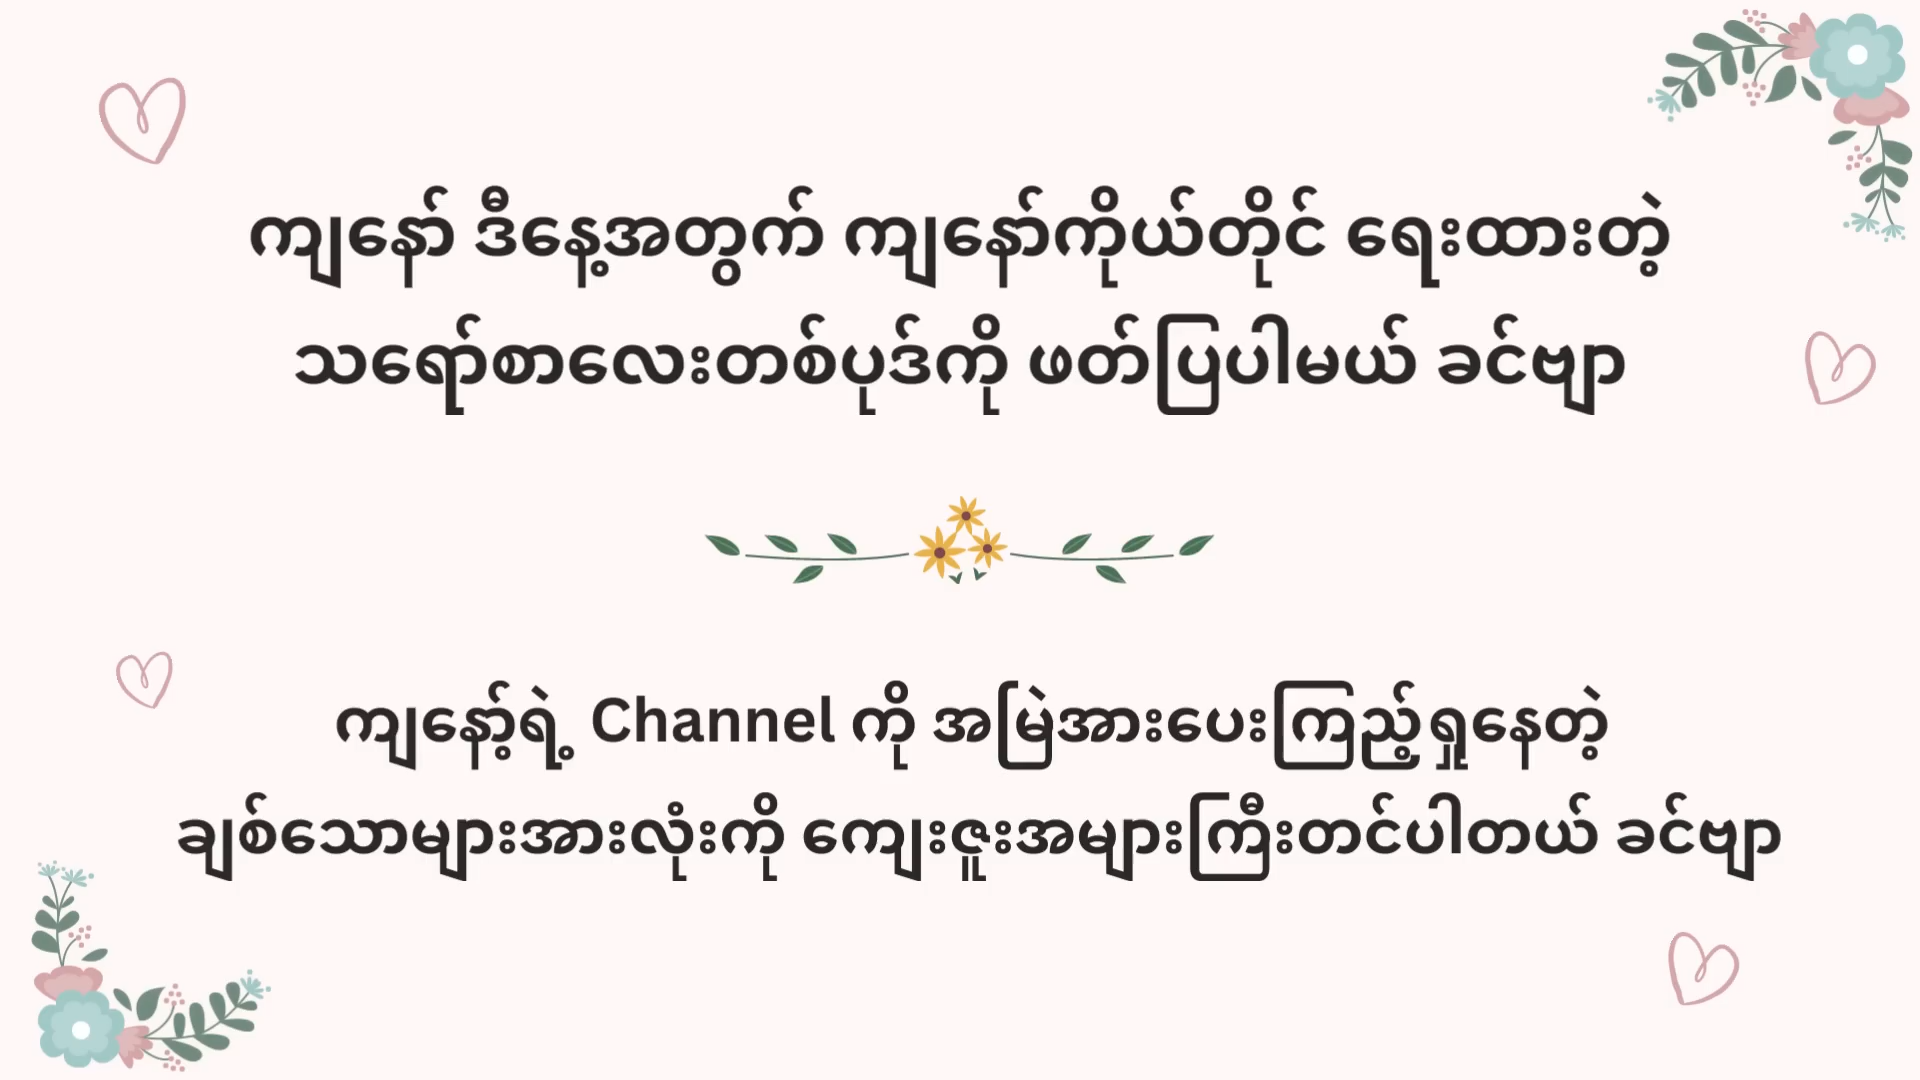 ကျနော် ဒီနေ့အတွက် ကျနော်ကိုယ်တိုင် ရေးထားတဲ့
သရော်စာလေးတစ်ပုဒ်ကို ဖတ်ပြပါမယ် ခင်ဗျာ
ကျနော့်ရဲ့ Channel ကို အမြဲအားပေးကြည့်ရှုနေတဲ့
ချစ်သောများအားလုံးကို ကျေးဇူးအများကြီးတင်ပါတယ် ခင်ဗျာ